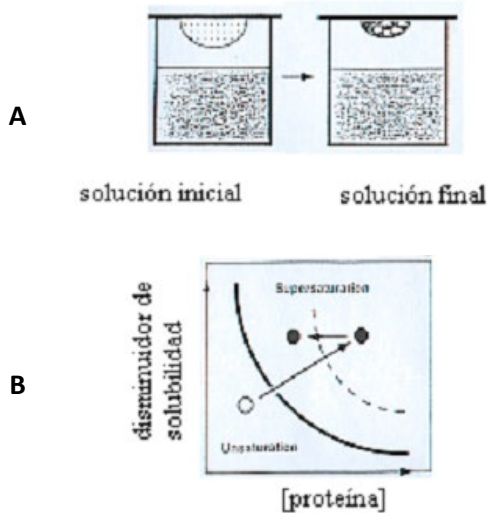 A
solución inicial
solución final
B
disminuidor de
solubilidad
Supersaturation
Unsaturation
[proteína]